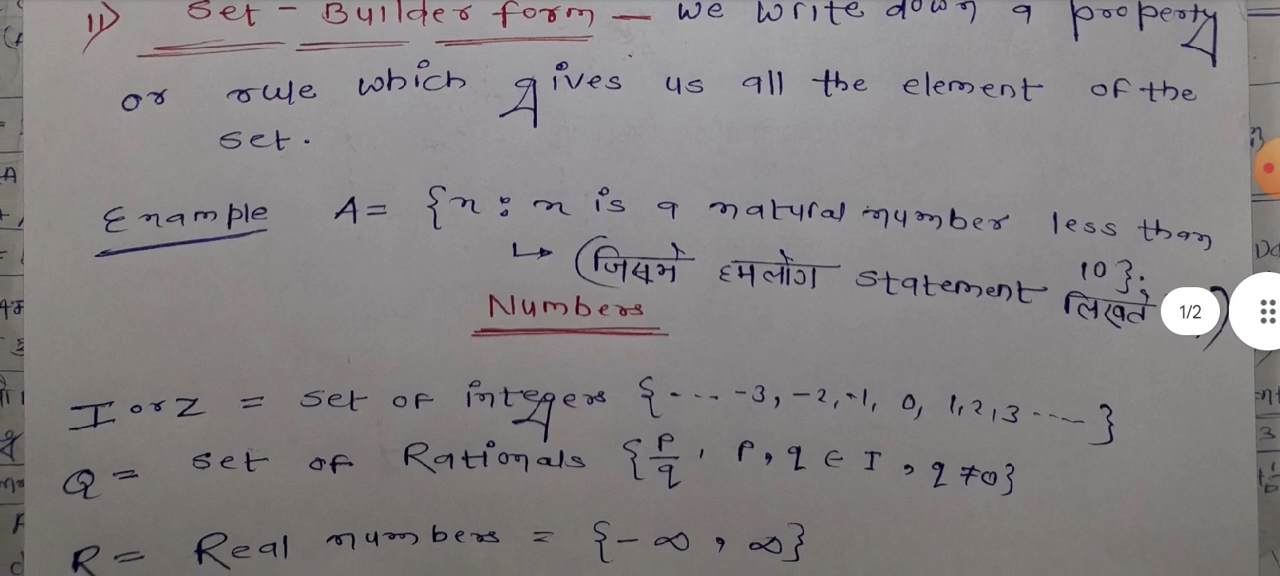 ii) Set - Builder form — we write down a property
or rule which gives us all the element of the
set.
Example A = {x : x is a natural number less than
10}.
↳ (जिसमे हमलोग statement लिखते
1/2
Numbers
I or Z = set of integers {.... -3, -2, -1, 0, 1, 2, 3 ....}
Q = set of Rationals {p/q, p, q ∈ I, q ≠ 0}
R = Real numbers = {-∞, ∞}